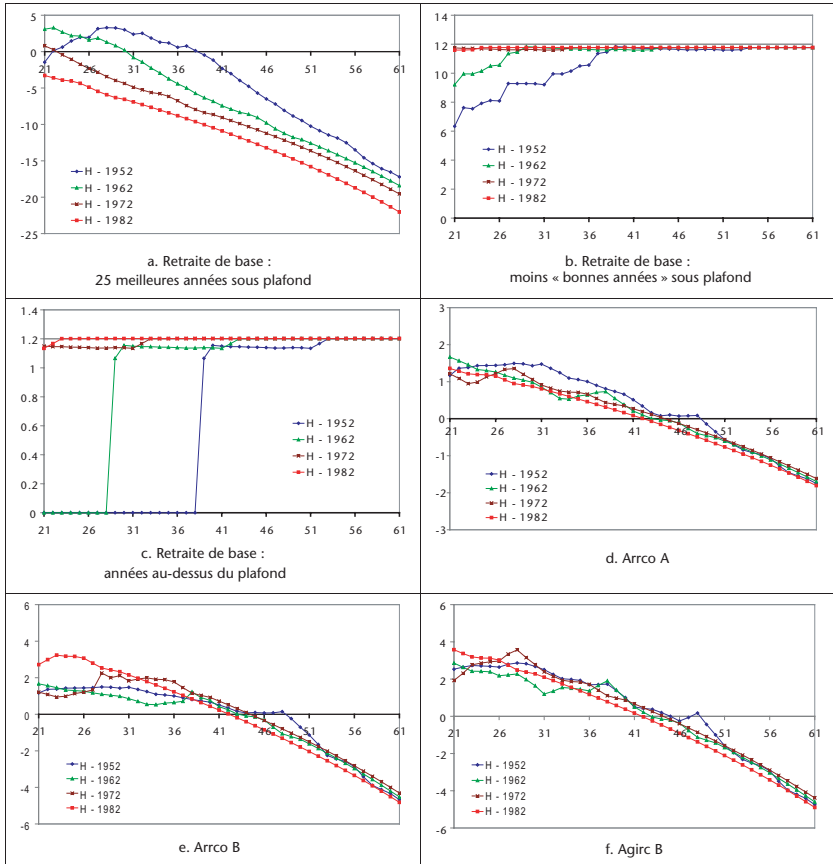 5
0
-5
-10
-15
-20
-25
21 26 31 36 41 46 51 56 61
H - 1952
H - 1962
H - 1972
H - 1982
a. Retraite de base :
25 meilleures années sous plafond
14
12
10
8
6
4
2
0
21 26 31 36 41 46 51 56 61
H - 1952
H - 1962
H - 1972
H - 1982
b. Retraite de base :
moins « bonnes années » sous plafond
1.4
1.2
1
0.8
0.6
0.4
0.2
0
21 26 31 36 41 46 51 56 61
H - 1952
H - 1962
H - 1972
H - 1982
c. Retraite de base :
années au-dessus du plafond
3
2
1
0
-1
-2
-3
21 26 31 36 41 46 51 56 61
H - 1952
H - 1962
H - 1972
H - 1982
d. Arrco A
6
4
2
0
-2
-4
-6
21 26 31 36 41 46 51 56 61
H - 1952
H - 1962
H - 1972
H - 1982
e. Arrco B
6
4
2
0
-2
-4
-6
21 26 31 36 41 46 51 56 61
H - 1952
H - 1962
H - 1972
H - 1982
f. Agirc B